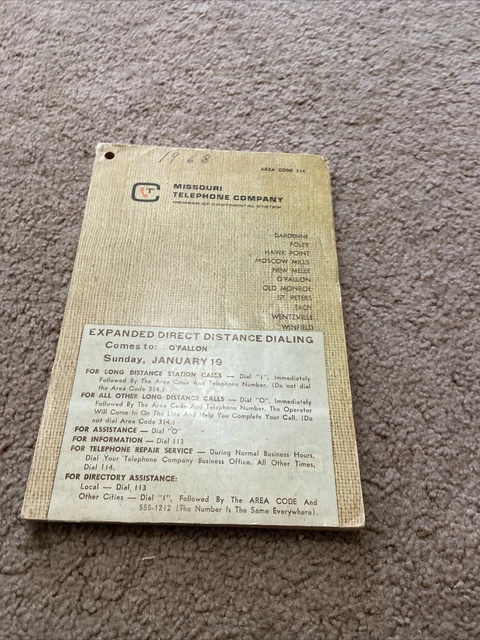 1968
AREA CODE 314
CT
MISSOURI
TELEPHONE COMPANY
MEMBER OF CONTINENTAL SYSTEM
DARDENNE
FOLEY
HAWK POINT
MOSCOW MILLS
NEW MELLE
O'FALLON
OLD MONROE
ST. PETERS
TROY
WENTZVILLE
WINFIELD
EXPANDED DIRECT DISTANCE DIALING
Comes to: O'FALLON
Sunday, JANUARY 19
FOR LONG DISTANCE STATION CALLS — Dial "1", Immediately
Followed By The Area Code And Telephone Number. (Do not dial
the Area Code 314.)
FOR ALL OTHER LONG DISTANCE CALLS — Dial "O", Immediately
Followed By The Area Code And Telephone Number. The Operator
Will Come In On The Line And Help You Complete Your Call. (Do
not dial Area Code 314.)
FOR ASSISTANCE — Dial "O"
FOR INFORMATION — Dial 113
FOR TELEPHONE REPAIR SERVICE — During Normal Business Hours,
Dial Your Telephone Company Business Office. All Other Times,
Dial 114.
FOR DIRECTORY ASSISTANCE:
Local — Dial 113
Other Cities — Dial "1", Followed By The AREA CODE And
555-1212 (The Number Is The Same Everywhere).